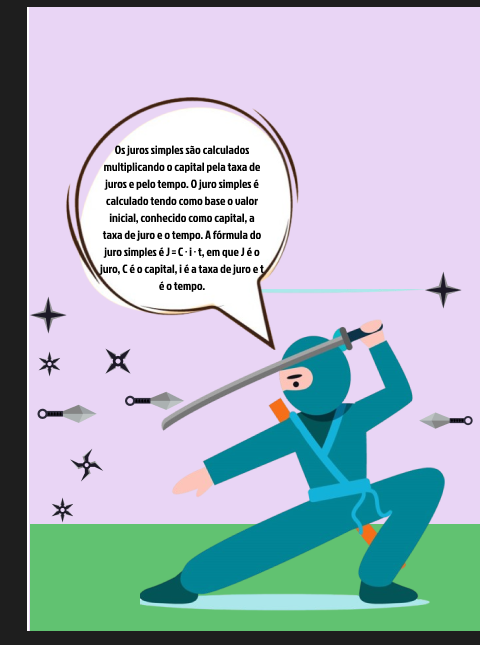 Os juros simples são calculados
multiplicando o capital pela taxa de
juros e pelo tempo. O juro simples é
calculado tendo como base o valor
inicial, conhecido como capital, a
taxa de juro e o tempo. A fórmula do
juro simples é J = C · i · t, em que J é o
juro, C é o capital, i é a taxa de juro e t
é o tempo.